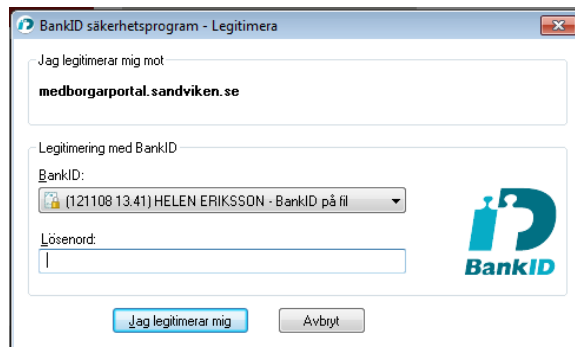 BankID säkerhetsprogram - Legitimera
Jag legitimerar mig mot
medborgarportal.sandviken.se
Legitimering med BankID
BankID:
(121108 13.41) HELEN ERIKSSON - BankID på fil
Lösenord:
BankID
Jag legitimerar mig
Avbryt